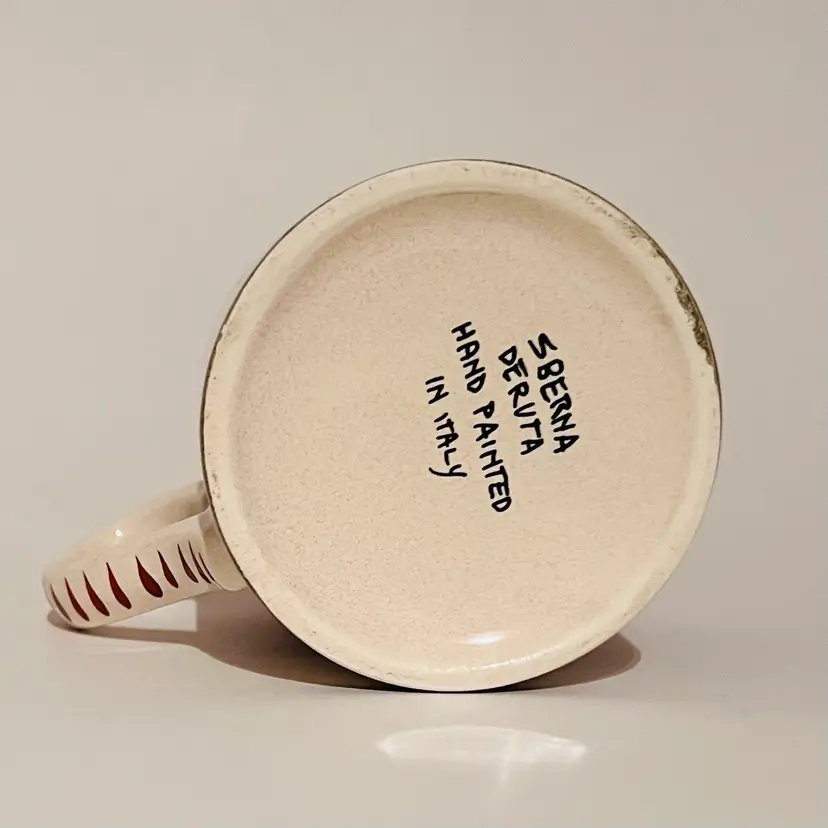 SBERNA
DERUTA
HAND PAINTED
IN ITALY